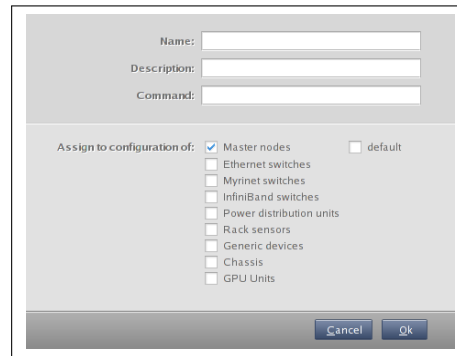 Name:
Description:
Command:
Assign to configuration of: Master nodes default
Ethernet switches
Myrinet switches
InfiniBand switches
Power distribution units
Rack sensors
Generic devices
Chassis
GPU Units
Cancel Ok